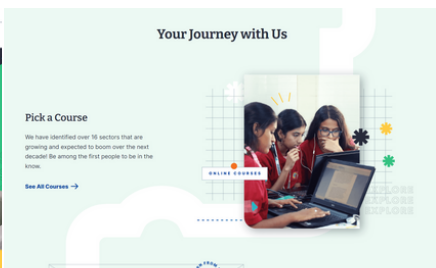 Your Journey with Us
Pick a Course
We have identified over 16 sectors that are
growing and expected to boom over the next
decade! Be among the first people to be in the
know.
See All Courses →
ONLINE COURSES
EXPLORE
EXPLORE
EXPLORE